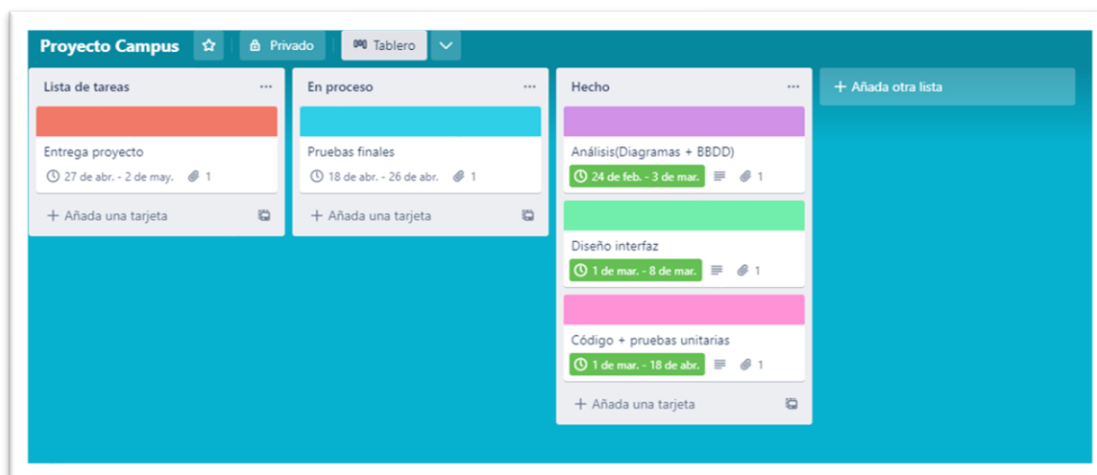 Proyecto Campus
Privado
Tablero
Lista de tareas
Entrega proyecto
27 de abr. - 2 de may.
1
+ Añada una tarjeta
En proceso
Pruebas finales
18 de abr. - 26 de abr.
1
+ Añada una tarjeta
Hecho
Análisis(Diagramas + BBDD)
24 de feb. - 3 de mar.
1
Diseño interfaz
1 de mar. - 8 de mar.
1
Código + pruebas unitarias
1 de mar. - 18 de abr.
1
+ Añada una tarjeta
+ Añada otra lista